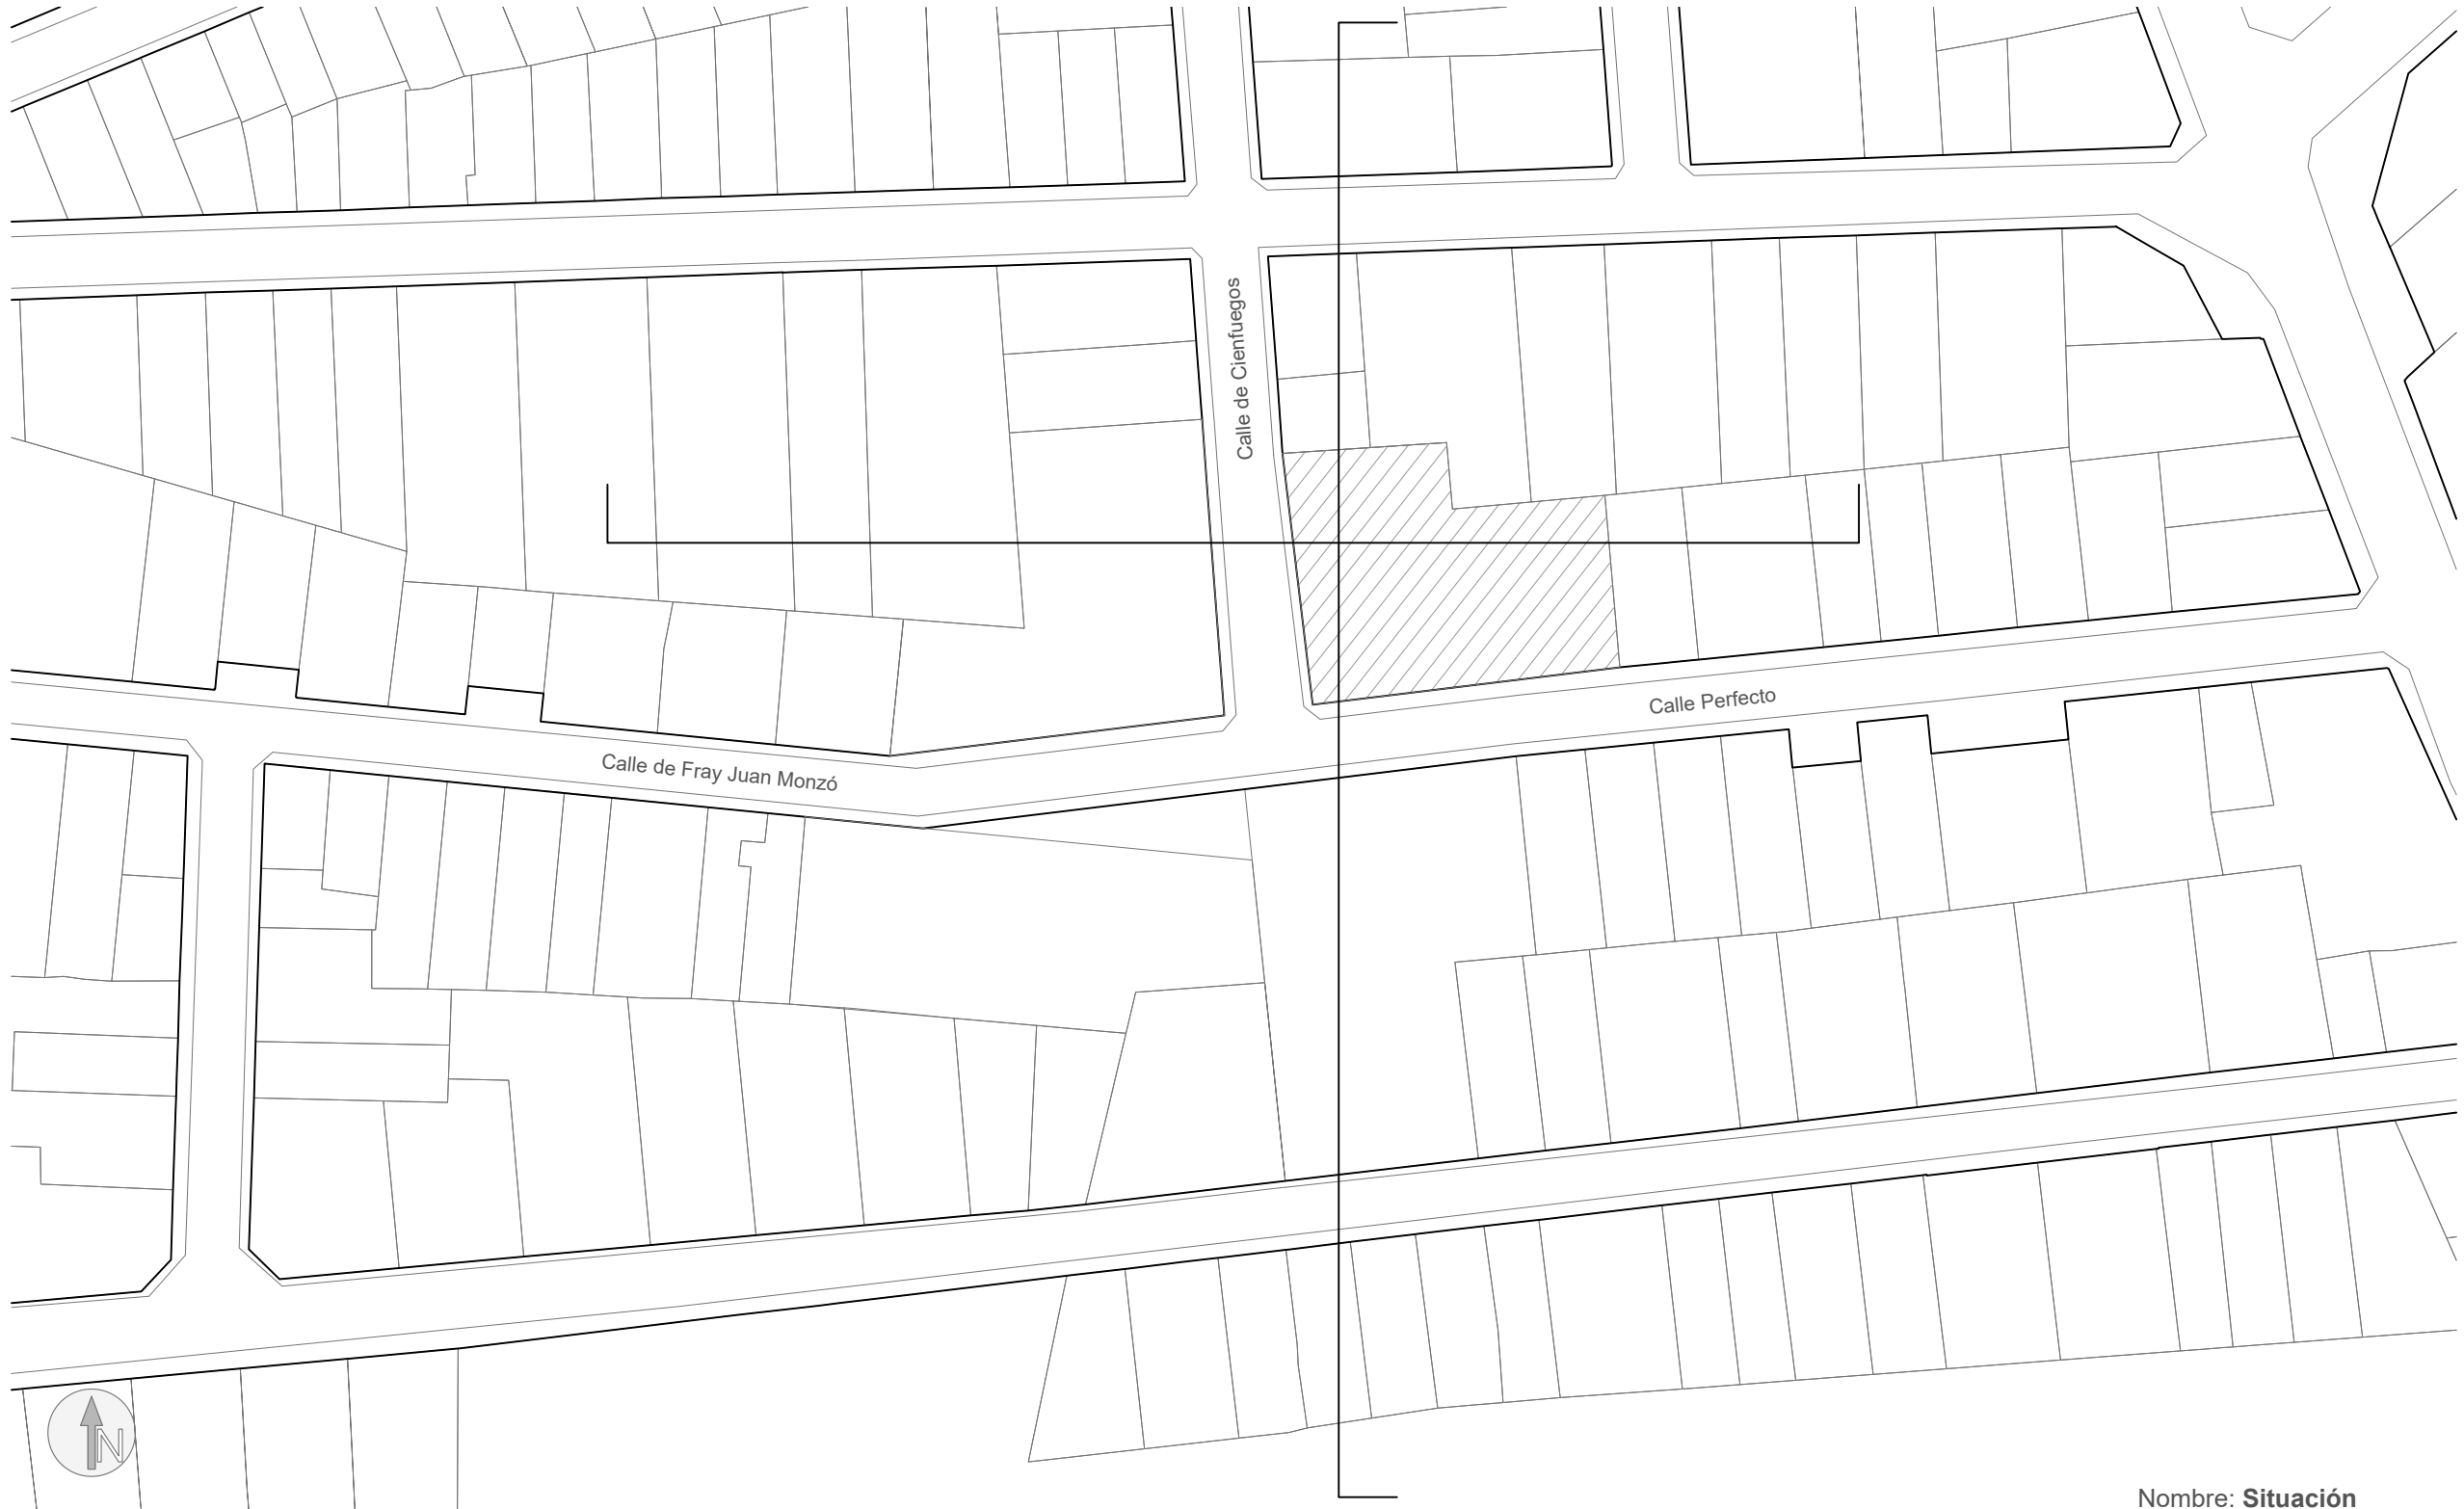 Calle de Cienfuegos
Calle Perfecto
Calle de Fray Juan Monzó
N
Nombre: Situación